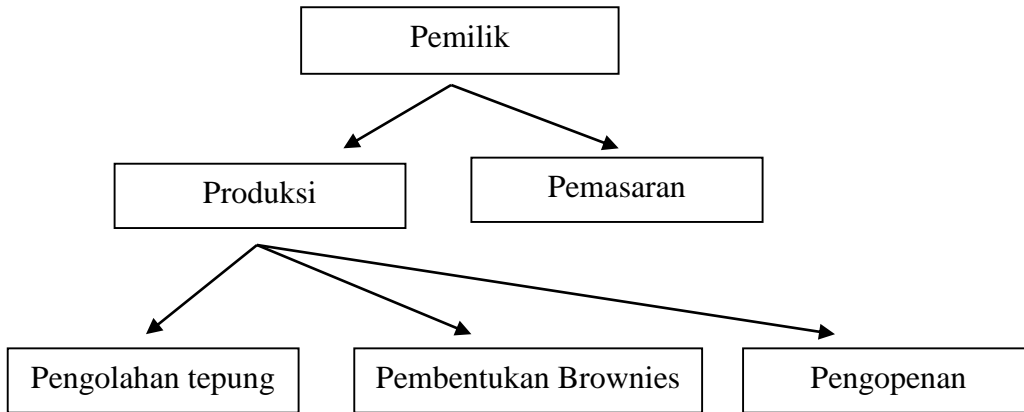 Pemilik
Produksi
Pemasaran
Pengolahan tepung
Pembentukan Brownies
Pengopenan